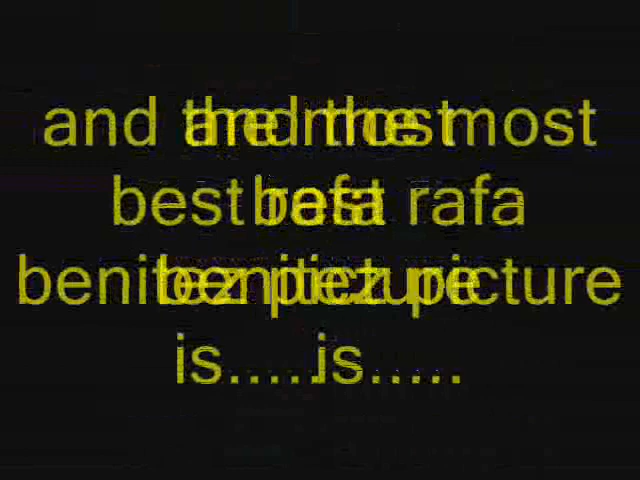 and the most
best rafa
benitez picture
is.....